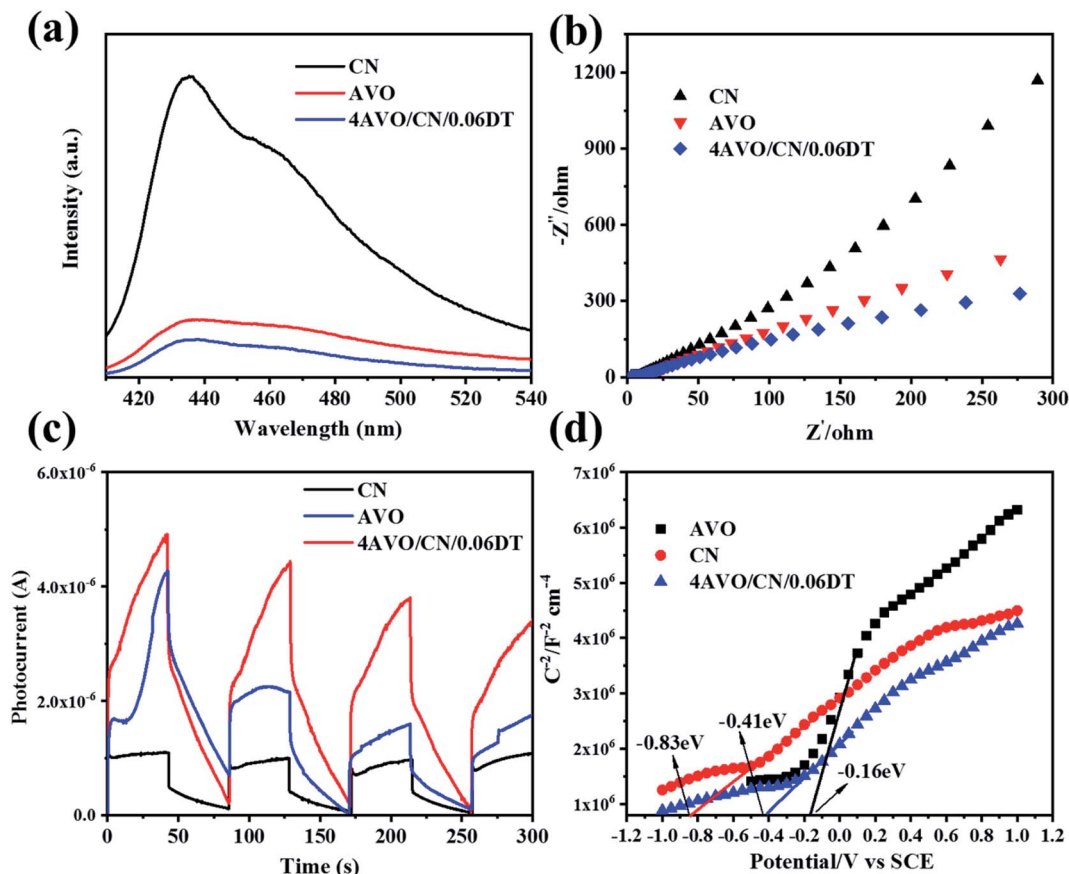 (a)
CN
AVO
4AVO/CN/0.06DT
Intensity (a.u.)
420 440 460 480 500 520 540
Wavelength (nm)
(b)
CN
AVO
4AVO/CN/0.06DT
-Z''/ohm
1200
900
600
300
0
0 50 100 150 200 250 300
Z'/ohm
(c)
CN
AVO
4AVO/CN/0.06DT
Photocurrent (A)
6.0x10⁻⁶
4.0x10⁻⁶
2.0x10⁻⁶
0.0
0 50 100 150 200 250 300
Time (s)
(d)
AVO
CN
4AVO/CN/0.06DT
C⁻²/F⁻² cm⁻⁴
7x10⁶
6x10⁶
5x10⁶
4x10⁶
3x10⁶
2x10⁶
1x10⁶
-0.83eV
-0.41eV
-0.16eV
-1.2 -1.0 -0.8 -0.6 -0.4 -0.2 0.0 0.2 0.4 0.6 0.8 1.0 1.2
Potential/V vs SCE